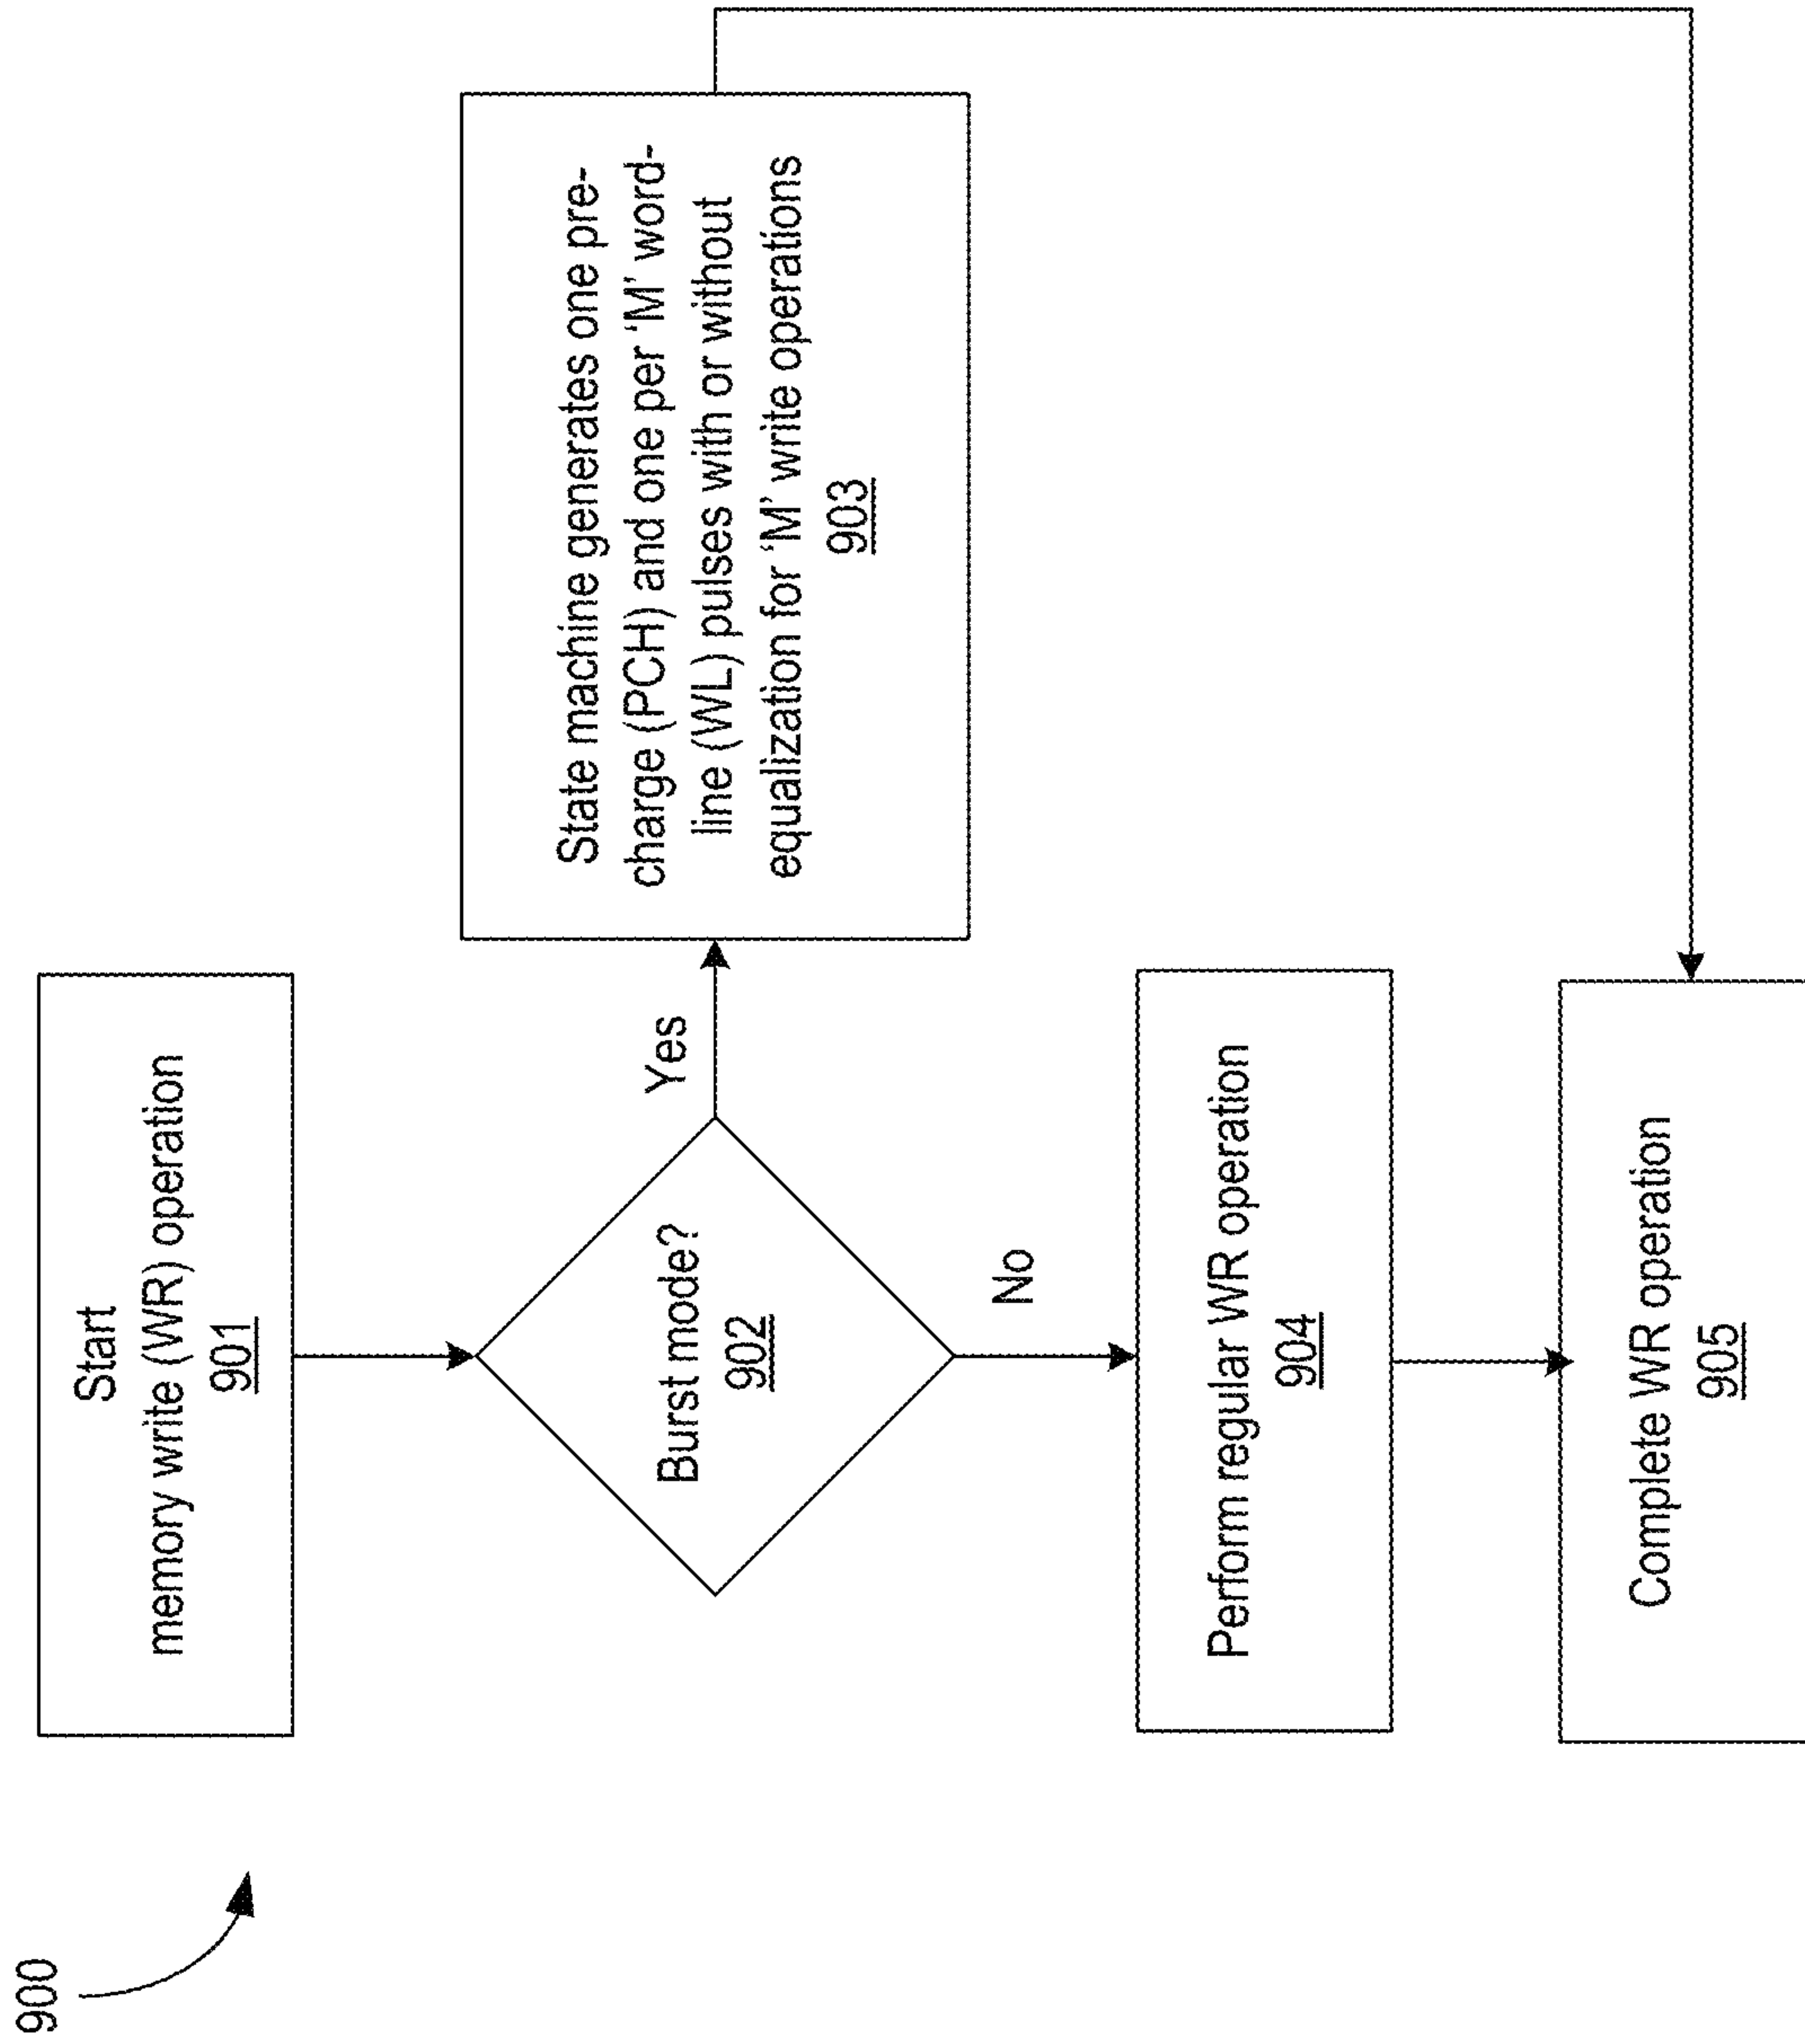 900
Start
memory write (WR) operation
901
Burst mode?
902
Yes
State machine generates one pre-
charge (PCH) and one per ‘M’ word-
line (WL) pulses with or without
equalization for ‘M’ write operations
903
No
Perform regular WR operation
904
Complete WR operation
905